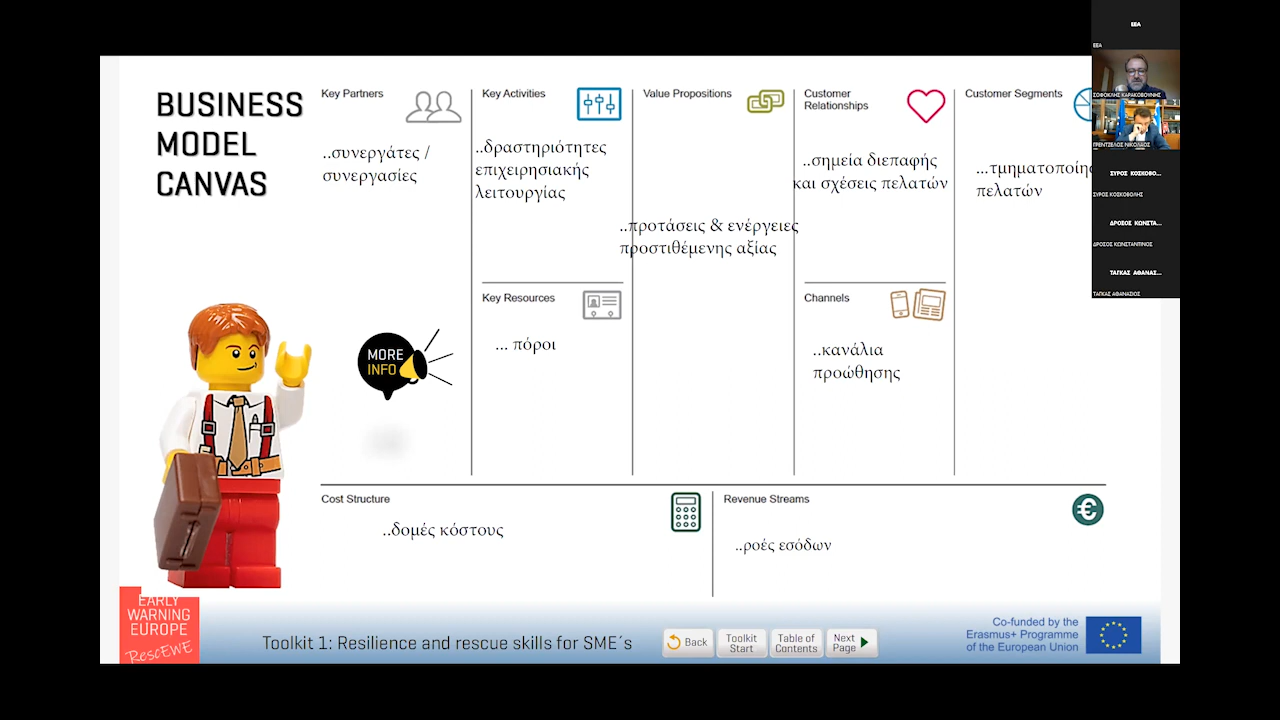 BUSINESS
MODEL
CANVAS
Key Partners
..συνεργάτες /
συνεργασίες
Key Activities
..δραστηριότητες
επιχειρησιακής
λειτουργίας
Value Propositions
..προτάσεις & ενέργειες
προστιθέμενης αξίας
Customer
Relationships
..σημεία διεπαφής
και σχέσεις πελατών
Customer Segments
πελατών
Key Resources
... πόροι
Channels
..κανάλια
προώθησης
MORE
INFO
Cost Structure
..δομές κόστους
Revenue Streams
€
..ροές εσόδων
EARLY
WARNING
EUROPE
RescEWE
Toolkit 1: Resilience and rescue skills for SME´s
Back
Toolkit
Start
Table of
Contents
Next
Page
Co-funded by the
Erasmus+ Programme
of the European Union
ΕΕΑ
ΕΕΑ
ΣΟΦΟΚΛΗΣ ΚΑΡΑΚΟΒΟΥΝΗΣ
ΓΡΕΝΤΖΕΛΟΣ ΝΙΚΟΛΑΟΣ
ΣΥΡΟΣ ΚΟΣΚΟΒΟ...
ΣΥΡΟΣ ΚΟΣΚΟΒΟΛΗΣ
ΔΡΟΣΟΣ ΚΩΝΣΤΑ...
ΔΡΟΣΟΣ ΚΩΝΣΤΑΝΤΙΝΟΣ
ΤΑΓΚΑΣ ΑΘΑΝΑΣ...
ΤΑΓΚΑΣ ΑΘΑΝΑΣΙΟΣ